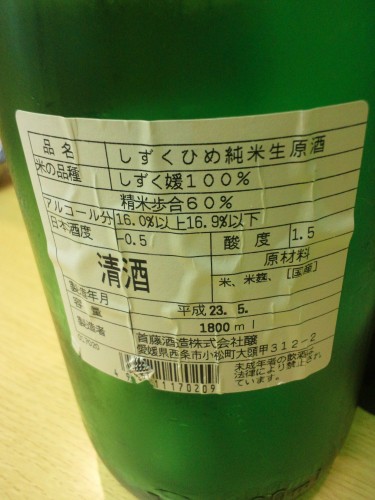 品名 しずくひめ純米生原酒
米の品種 しずく媛100%
精米歩合60%
アルコール分 16.0%以上16.9%以下
日本酒度 -0.5 酸度 1.5
清酒
原材料
米、米麹、[国産]
製造年月 平成23.5.
容量 1800ml
製造者 首藤酒造株式会社醸
愛媛県西条市小松町大頭甲312-2
未成年者の飲酒は
法律により禁止され
ています。